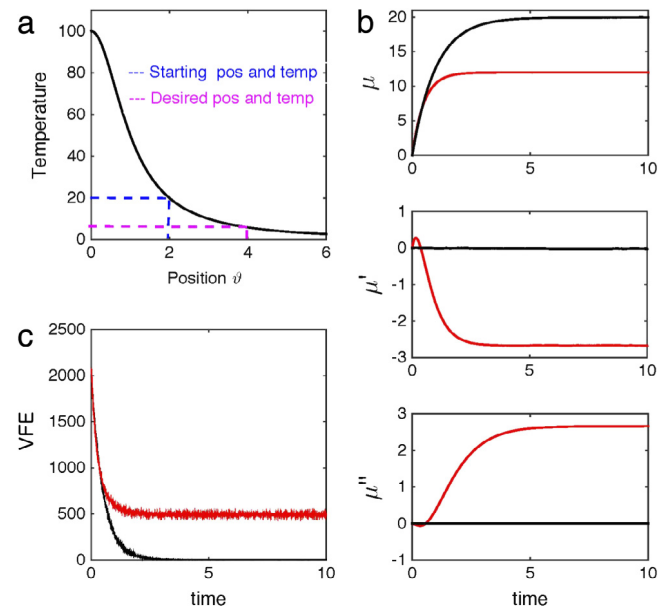 a
100
80
60
40
20
0
Temperature
Starting pos and temp
Desired pos and temp
0 2 4 6
Position ϑ
b
20
15
10
5
0
μ
0 5 10
1
0
-1
-2
-3
μ'
0 5 10
3
2
1
0
-1
μ''
0 5 10
time
c
2500
2000
1500
1000
500
0
VFE
0 5 10
time